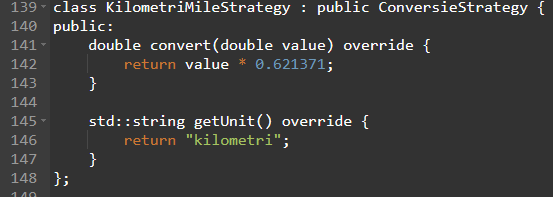 139 class KilometriMileStrategy : public ConversieStrategy {
140 public:
141     double convert(double value) override {
142         return value * 0.621371;
143     }
144
145     std::string getUnit() override {
146         return "kilometri";
147     }
148 };
149